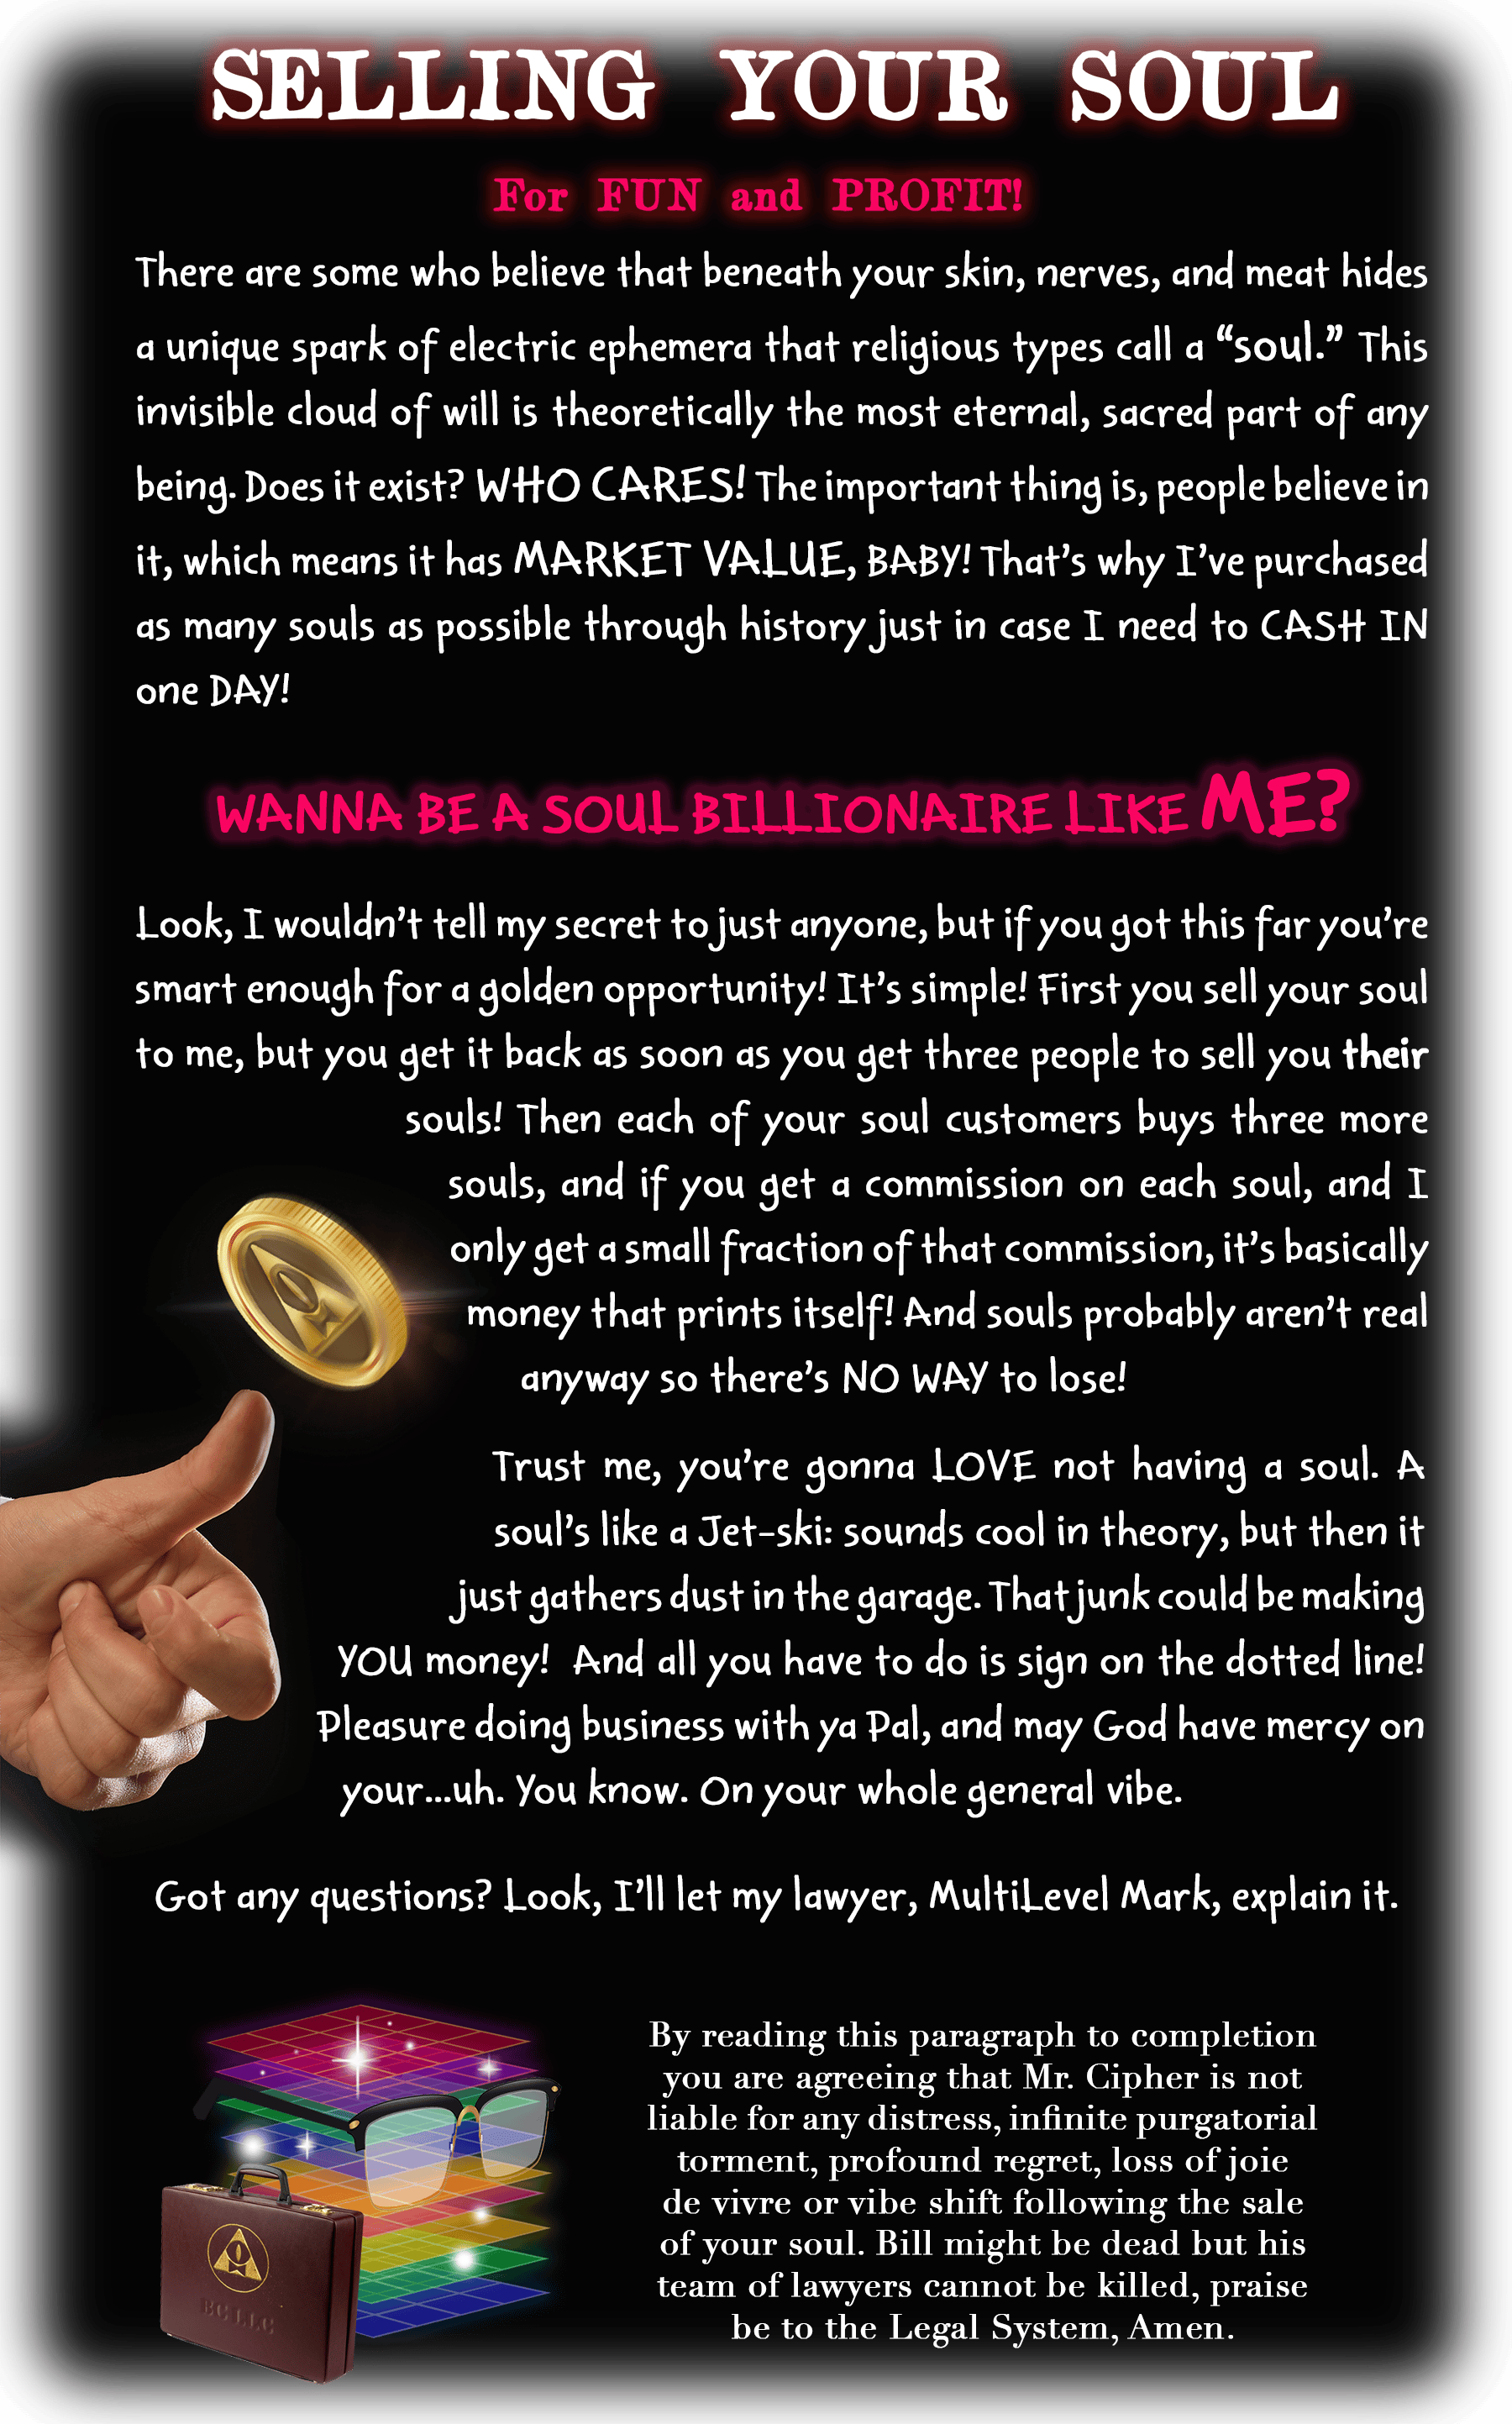 SELLING YOUR SOUL
For FUN and PROFIT!
There are some who believe that beneath your skin, nerves, and meat hides
a unique spark of electric ephemera that religious types call a “soul.” This
invisible cloud of will is theoretically the most eternal, sacred part of any
being. Does it exist? WHO CARES! The important thing is, people believe in
it, which means it has MARKET VALUE, BABY! That’s why I’ve purchased
as many souls as possible through history just in case I need to CASH IN
one DAY!
WANNA BE A SOUL BILLIONAIRE LIKE ME?
Look, I wouldn’t tell my secret to just anyone, but if you got this far you’re
smart enough for a golden opportunity! It’s simple! First you sell your soul
to me, but you get it back as soon as you get three people to sell you their
souls! Then each of your soul customers buys three more
souls, and if you get a commission on each soul, and I
only get a small fraction of that commission, it’s basically
money that prints itself! And souls probably aren’t real
anyway so there’s NO WAY to lose!
Trust me, you’re gonna LOVE not having a soul. A
soul’s like a Jet-ski: sounds cool in theory, but then it
just gathers dust in the garage. That junk could be making
YOU money! And all you have to do is sign on the dotted line!
Pleasure doing business with ya Pal, and may God have mercy on
your...uh. You know. On your whole general vibe.
Got any questions? Look, I’ll let my lawyer, MultiLevel Mark, explain it.
By reading this paragraph to completion
you are agreeing that Mr. Cipher is not
liable for any distress, infinite purgatorial
torment, profound regret, loss of joie
de vivre or vibe shift following the sale
of your soul. Bill might be dead but his
team of lawyers cannot be killed, praise
be to the Legal System, Amen.
BC LLC